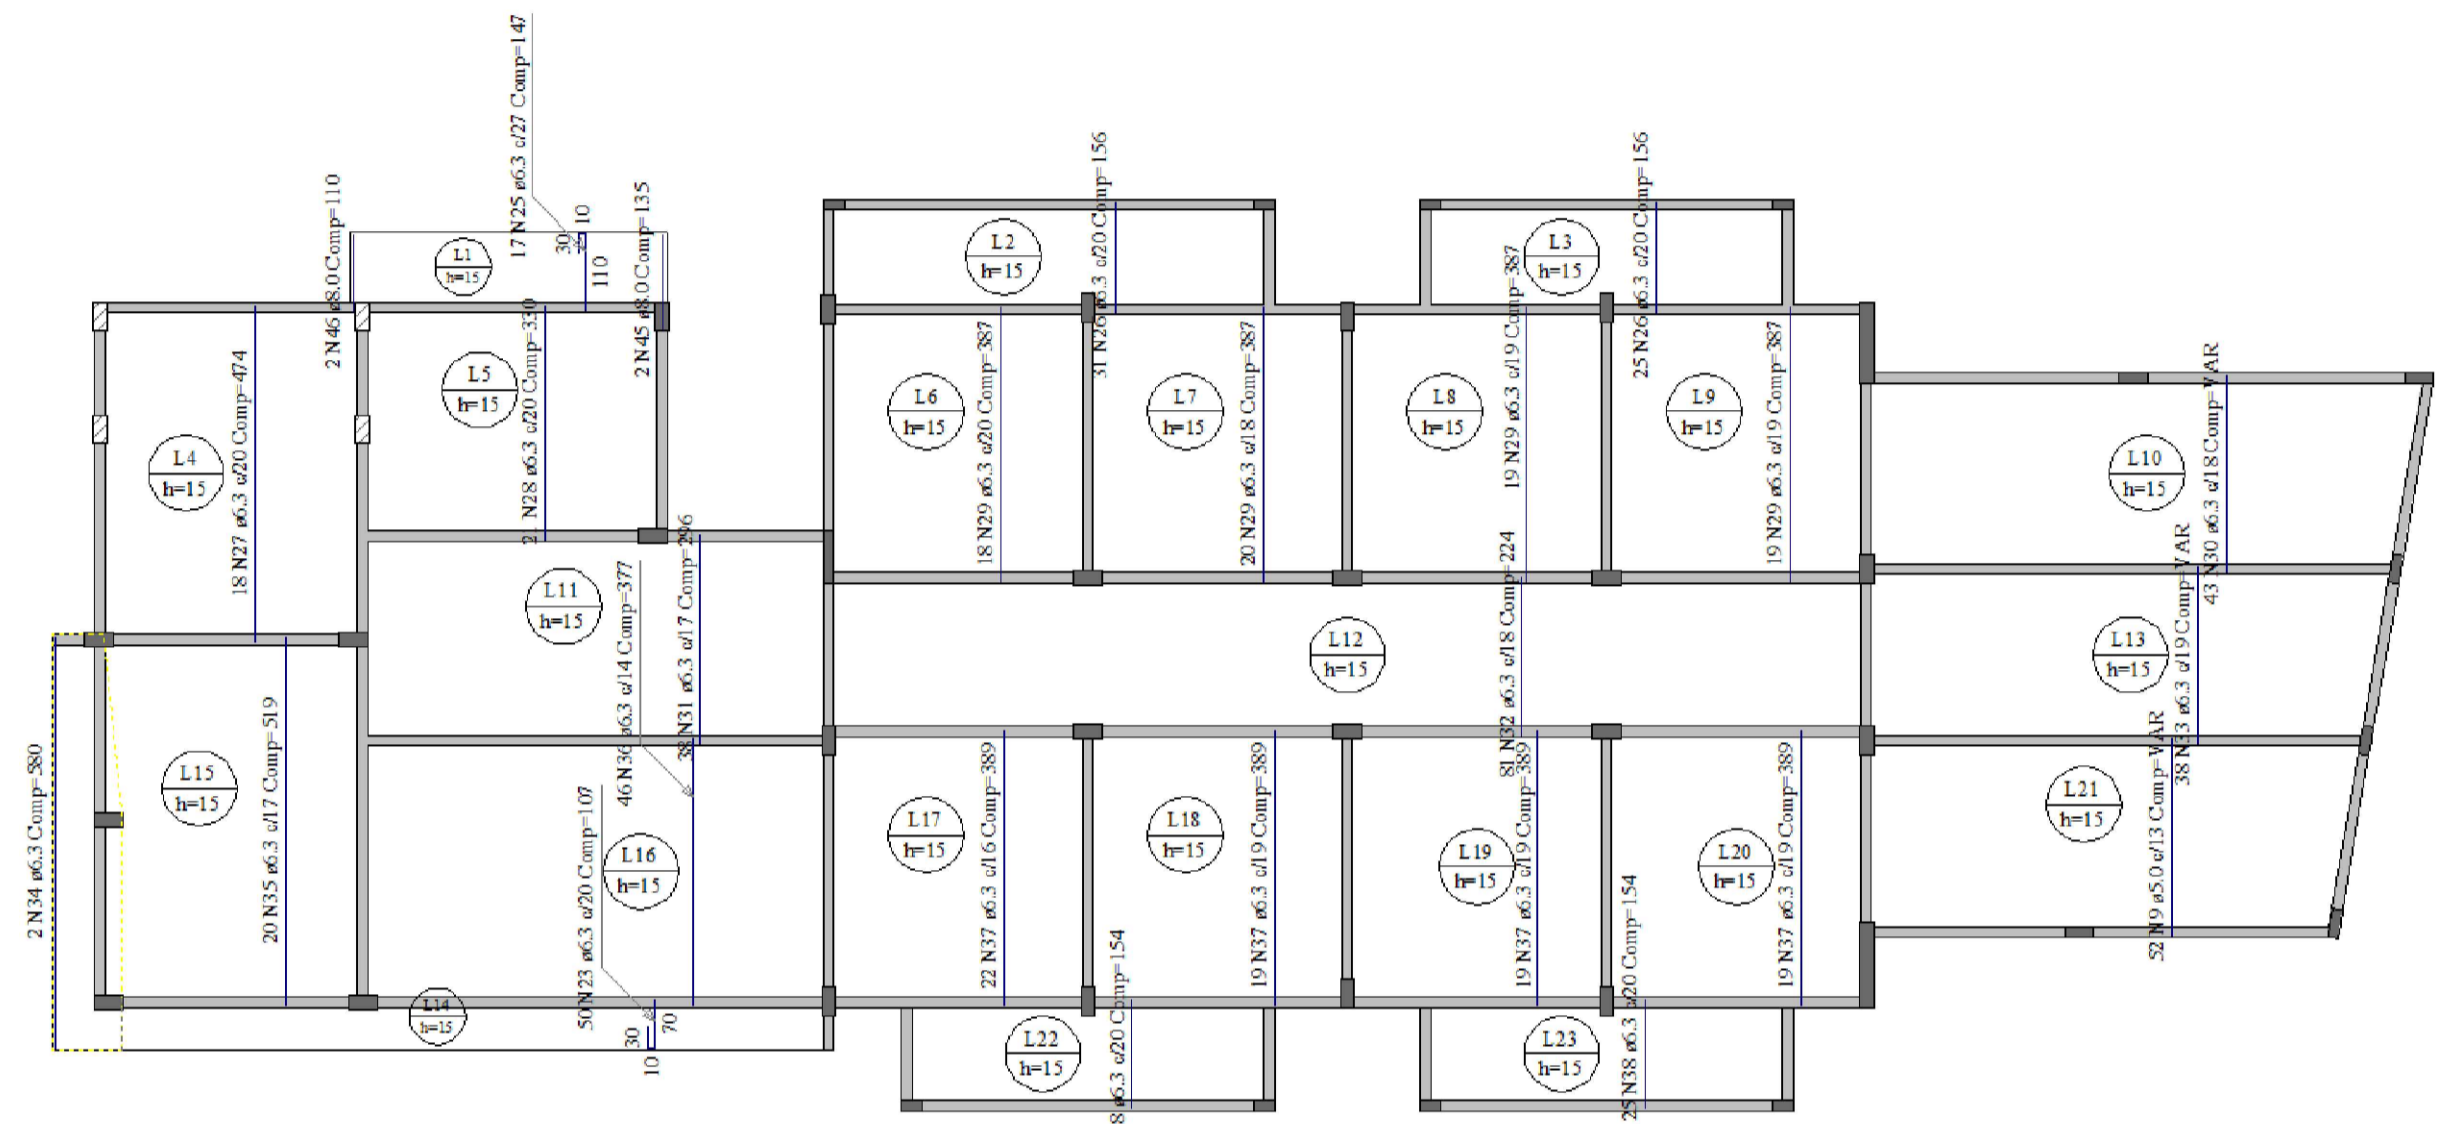 17 N25 ø6.3 c/27 Comp=147
2 N46 ø8.0 Comp=110
2 N45 ø8.0 Comp=135
10
30
110
L1
h=15
L2
h=15
31 N26 ø6.3 c/20 Comp=156
L3
h=15
25 N26 ø6.3 c/20 Comp=156
L4
h=15
18 N27 ø6.3 c/20 Comp=474
L5
h=15
N28 ø6.3 c/20 Comp=330
L6
h=15
18 N29 ø6.3 c/20 Comp=387
L7
h=15
20 N29 ø6.3 c/18 Comp=387
L8
h=15
19 N29 ø6.3 c/19 Comp=387
L9
h=15
19 N29 ø6.3 c/19 Comp=387
L10
h=15
43 N30 ø6.3 c/18 Comp=VAR
L11
h=15
38 N31 ø6.3 c/17 Comp=296
46 N36 ø6.3 c/14 Comp=377
L12
h=15
81 N32 ø6.3 c/18 Comp=224
L13
h=15
38 N33 ø6.3 c/19 Comp=VAR
2 N34 ø6.3 Comp=580
L15
h=15
20 N35 ø6.3 c/17 Comp=519
L16
h=15
50 N23 ø6.3 c/20 Comp=107
L17
h=15
22 N37 ø6.3 c/16 Comp=389
L18
h=15
19 N37 ø6.3 c/19 Comp=389
L19
h=15
19 N37 ø6.3 c/19 Comp=389
L20
h=15
19 N37 ø6.3 c/19 Comp=389
L21
h=15
52 N9 ø5.0 c/13 Comp=VAR
L14
h=15
30
70
10
L22
h=15
8 ø6.3 c/20 Comp=154
L23
h=15
25 N38 ø6.3 c/20 Comp=154